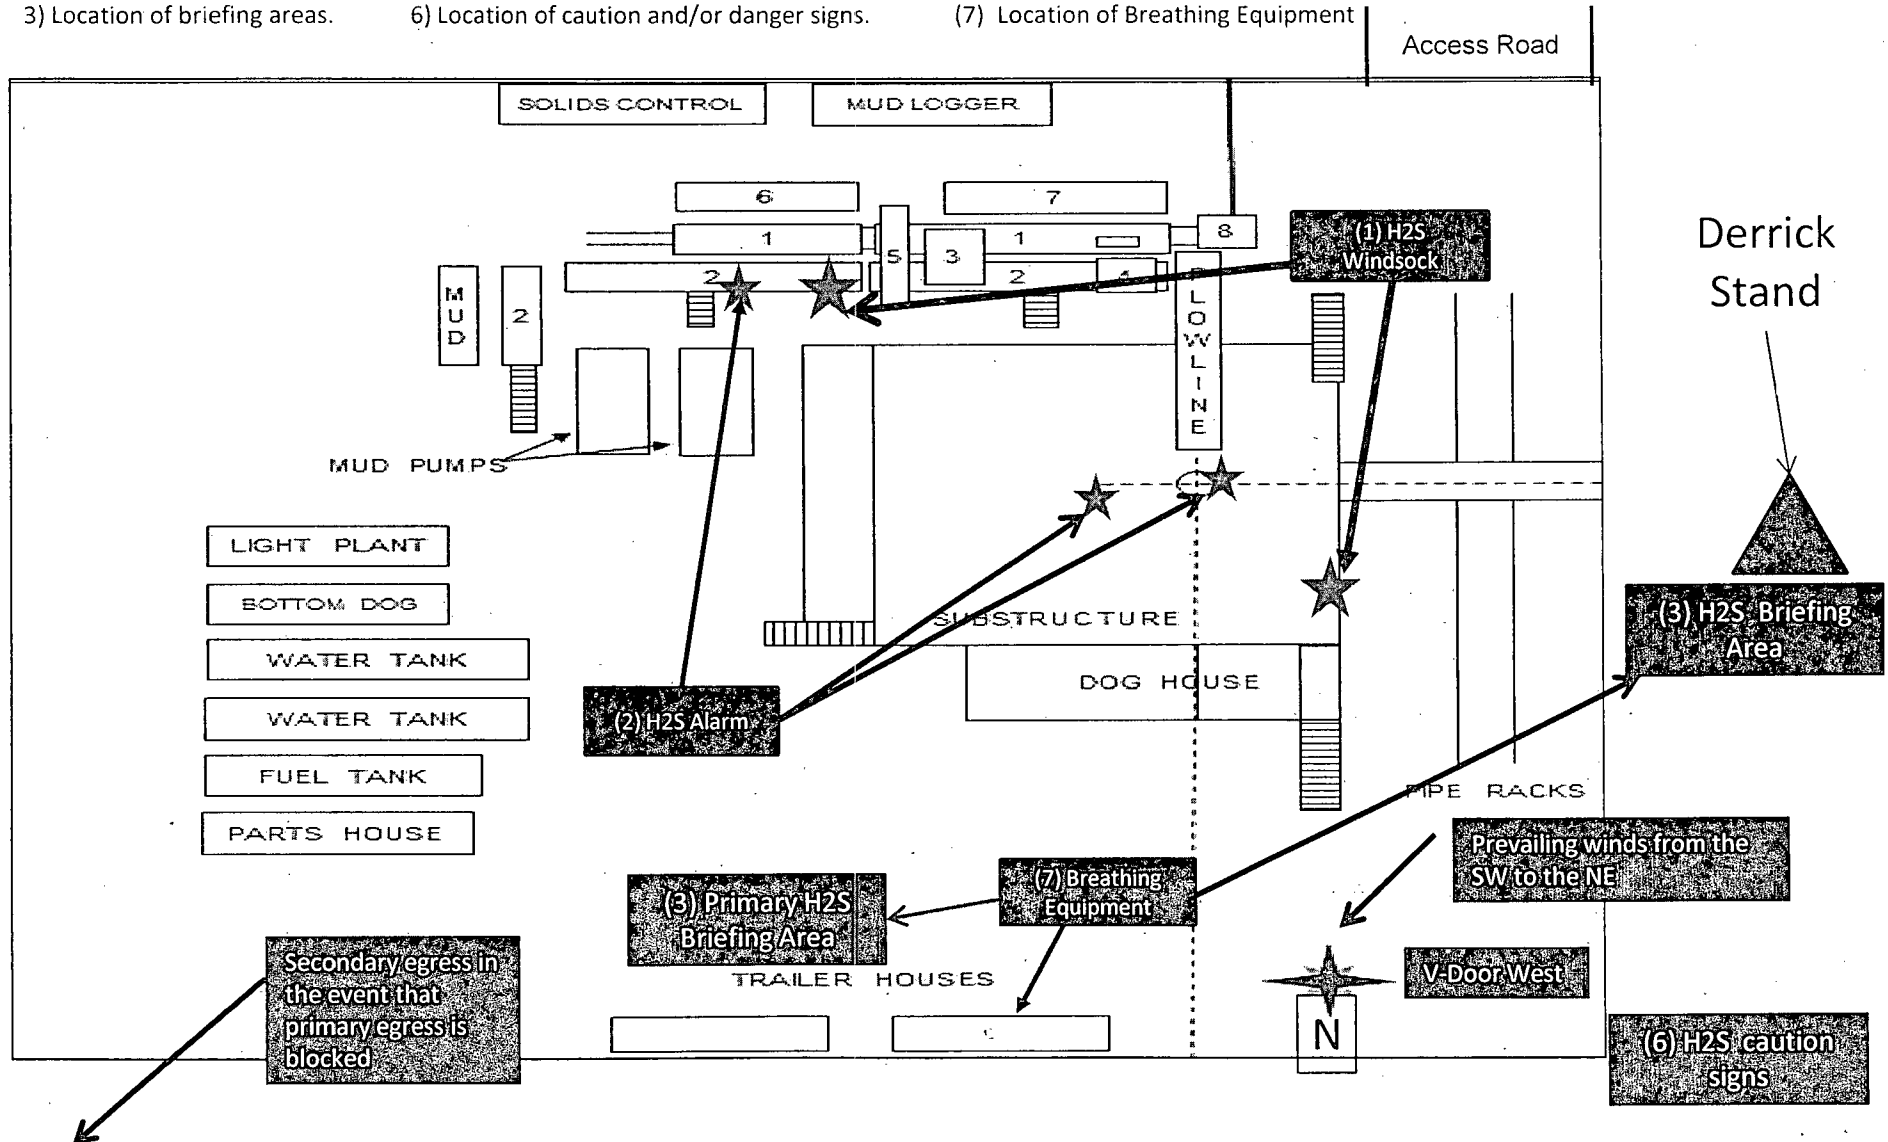 3) Location of briefing areas. 6) Location of caution and/or danger signs. (7) Location of Breathing Equipment
Access Road
SOLIDS CONTROL
MUD LOGGER
6
7
1
5
3
1
8
(1) H2S
Windsock
Derrick
Stand
2
2
4
MUD
2
FLOWLINE
MUD PUMPS
LIGHT PLANT
BOTTOM DOG
SUBSTRUCTURE
(3) H2S Briefing
Area
WATER TANK
DOG HOUSE
WATER TANK
(2) H2S Alarm
FUEL TANK
PIPE RACKS
PARTS HOUSE
Prevailing winds from the
SW to the NE
(7) Breathing
Equipment
(3) Primary H2S
Briefing Area
TRAILER HOUSES
V-Door West
Secondary egress in
the event that
primary egress is
blocked
N
(6) H2S caution
signs